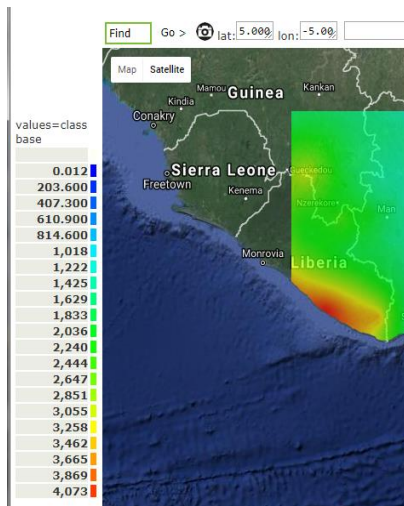 Find Go > lat: 5.000 lon: -5.00
Map Satellite
Mamou Guinea Kankan
Kindia
Conakry
values=class
base
0.012
203.600
407.300
610.900
814.600
1,018
1,222
1,425
1,629
1,833
2,036
2,240
2,444
2,647
2,851
3,055
3,258
3,462
3,665
3,869
4,073
Sierra Leone
Guéckédou
Freetown
Kenema
Nzerekore
Man
Monrovia
Liberia